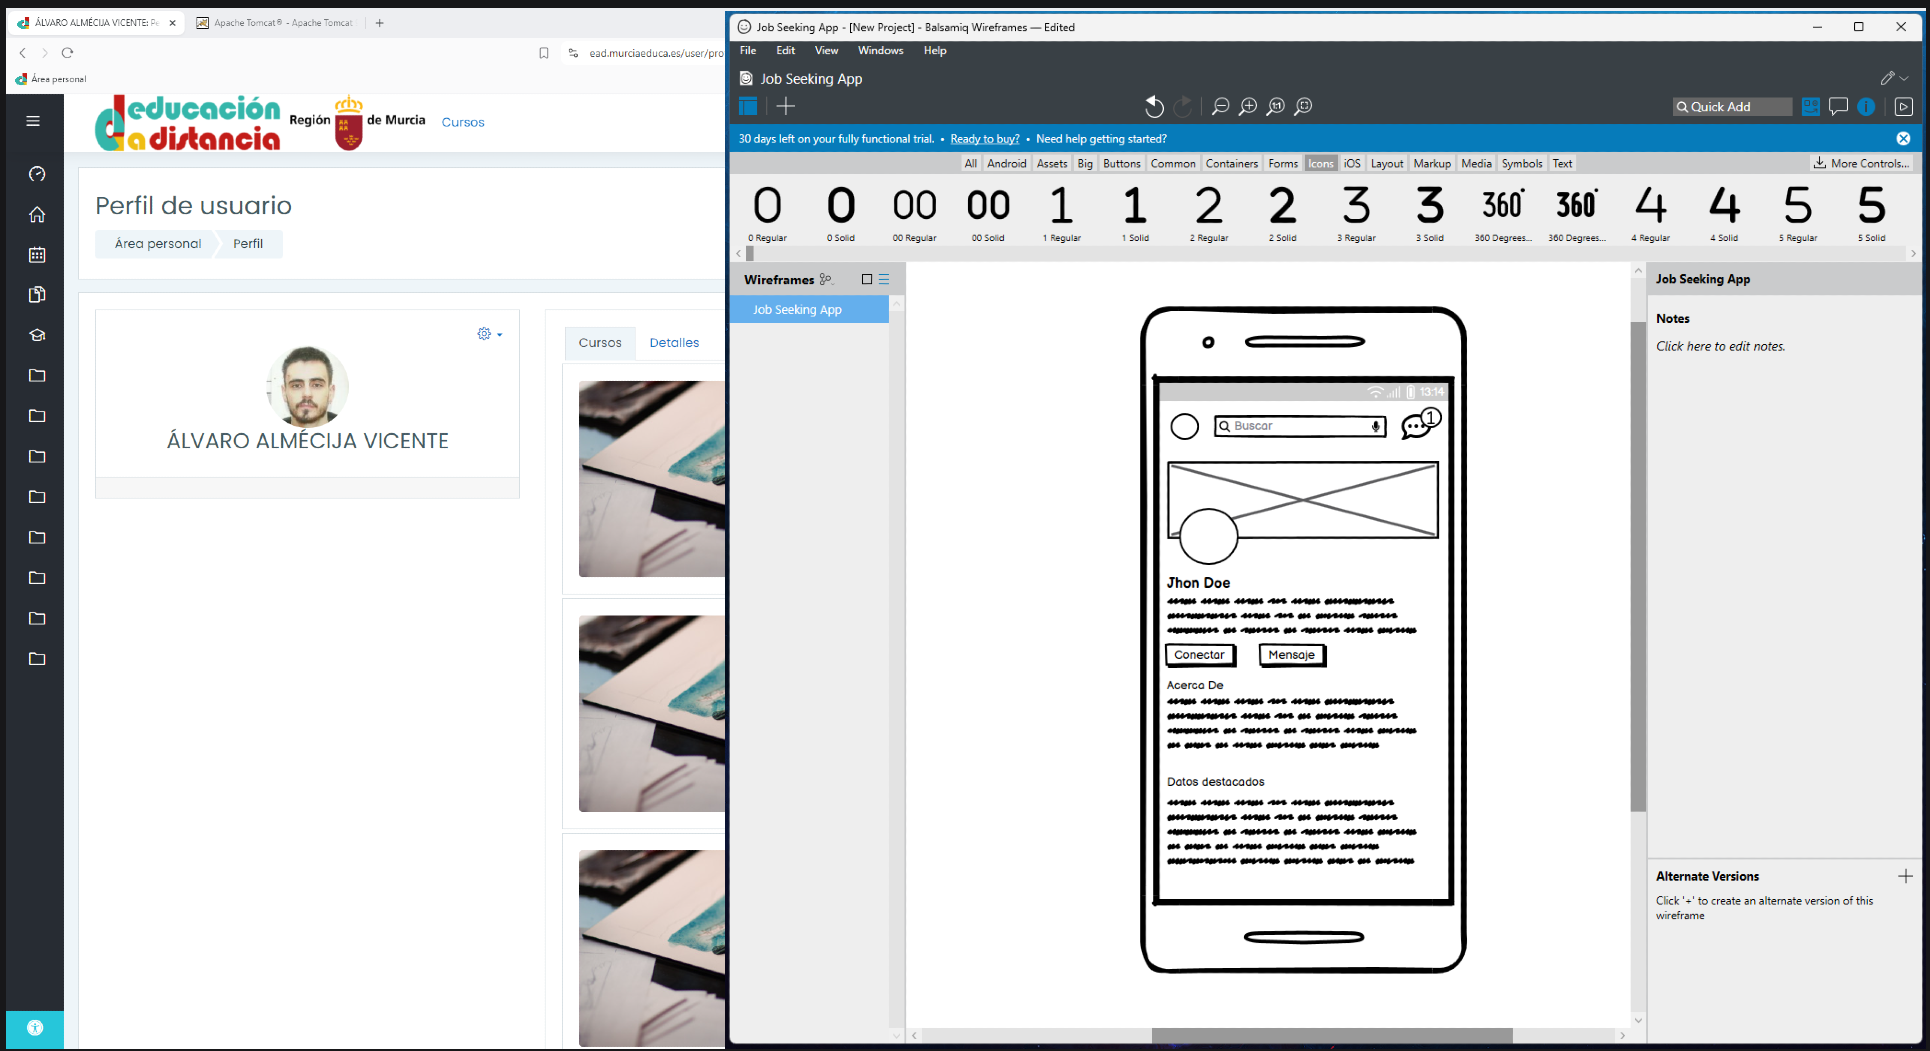 ÁLVARO ALMÉCIJA VICENTE: Pe
Apache Tomcat® - Apache Tomcat
ead.murciaeduca.es/user/pro
Área personal
educación
a distancia
Región de Murcia
Cursos
Perfil de usuario
Área personal
Perfil
ÁLVARO ALMÉCIJA VICENTE
Cursos
Detalles
Job Seeking App - [New Project] - Balsamiq Wireframes — Edited
File Edit View Windows Help
Job Seeking App
1:1
Quick Add
30 days left on your fully functional trial. • Ready to buy? • Need help getting started?
All Android Assets Big Buttons Common Containers Forms Icons iOS Layout Markup Media Symbols Text
More Controls...
0 0 00 00 1 1 2 2 3 3 360° 360° 4 4 5 5
0 Regular 0 Solid 00 Regular 00 Solid 1 Regular 1 Solid 2 Regular 2 Solid 3 Regular 3 Solid 360 Degrees... 360 Degrees... 4 Regular 4 Solid 5 Regular 5 Solid
Wireframes
Job Seeking App
13:14
Buscar
1
Jhon Doe
Conectar
Mensaje
Acerca De
Datos destacados
Job Seeking App
Notes
Click here to edit notes.
Alternate Versions
Click '+' to create an alternate version of this
wireframe